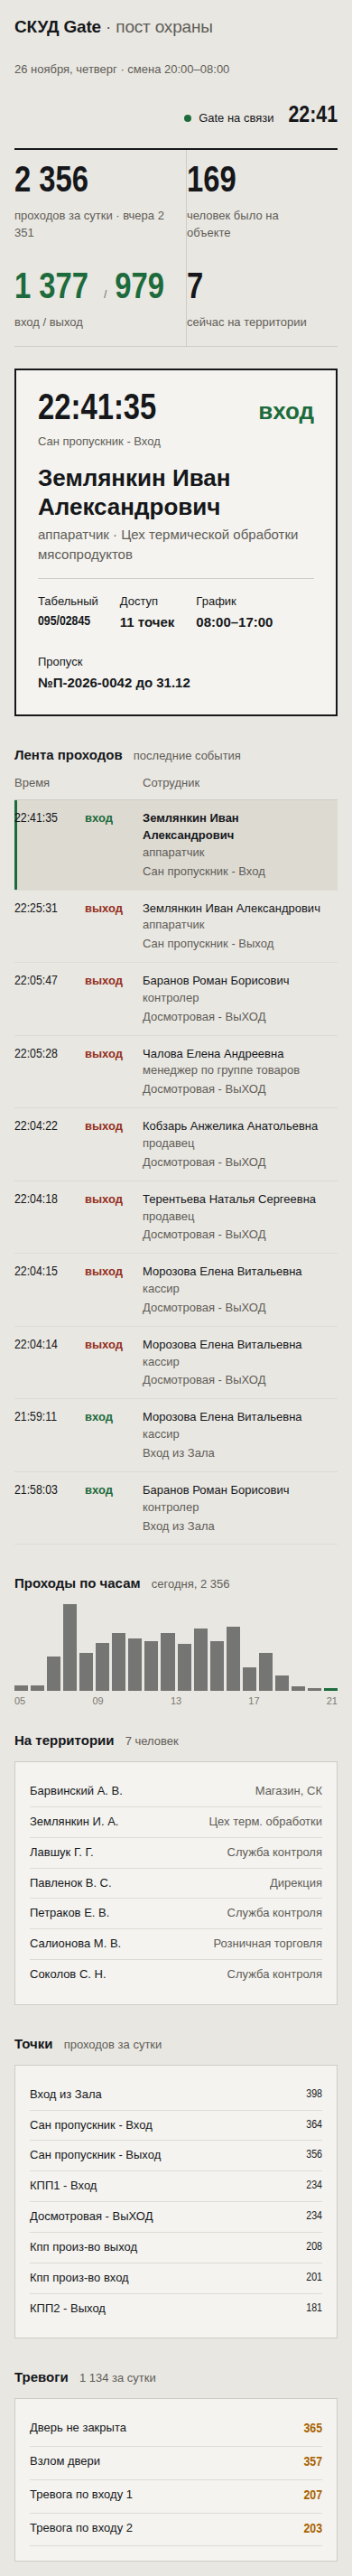 СКУД Gate · пост охраны
26 ноября, четверг · смена 20:00–08:00
Gate на связи 22:41
2 356
проходов за сутки · вчера 2
351
169
человек было на
объекте
1 377 / 979
вход / выход
7
сейчас на территории
22:41:35 вход
Сан пропускник - Вход
Землянкин Иван
Александрович
аппаратчик · Цех термической обработки
мясопродуктов
Табельный Доступ График
095/02845 11 точек 08:00–17:00
Пропуск
№П-2026-0042 до 31.12
Лента проходов последние события
Время Сотрудник
22:41:35 вход Землянкин Иван
Александрович
аппаратчик
Сан пропускник - Вход
22:25:31 выход Землянкин Иван Александрович
аппаратчик
Сан пропускник - Выход
22:05:47 выход Баранов Роман Борисович
контролер
Досмотровая - ВыХОД
22:05:28 выход Чалова Елена Андреевна
менеджер по группе товаров
Досмотровая - ВыХОД
22:04:22 выход Кобзарь Анжелика Анатольевна
продавец
Досмотровая - ВыХОД
22:04:18 выход Терентьева Наталья Сергеевна
продавец
Досмотровая - ВыХОД
22:04:15 выход Морозова Елена Витальевна
кассир
Досмотровая - ВыХОД
22:04:14 выход Морозова Елена Витальевна
кассир
Досмотровая - ВыХОД
21:59:11 вход Морозова Елена Витальевна
кассир
Вход из Зала
21:58:03 вход Баранов Роман Борисович
контролер
Вход из Зала
Проходы по часам сегодня, 2 356
05 09 13 17 21
На территории 7 человек
Барвинский А. В. Магазин, СК
Землянкин И. А. Цех терм. обработки
Лавшук Г. Г. Служба контроля
Павленок В. С. Дирекция
Петраков Е. В. Служба контроля
Салионова М. В. Розничная торговля
Соколов С. Н. Служба контроля
Точки проходов за сутки
Вход из Зала 398
Сан пропускник - Вход 364
Сан пропускник - Выход 356
КПП1 - Вход 234
Досмотровая - ВыХОД 234
Кпп произ-во выход 208
Кпп произ-во вход 201
КПП2 - Выход 181
Тревоги 1 134 за сутки
Дверь не закрыта 365
Взлом двери 357
Тревога по входу 1 207
Тревога по входу 2 203